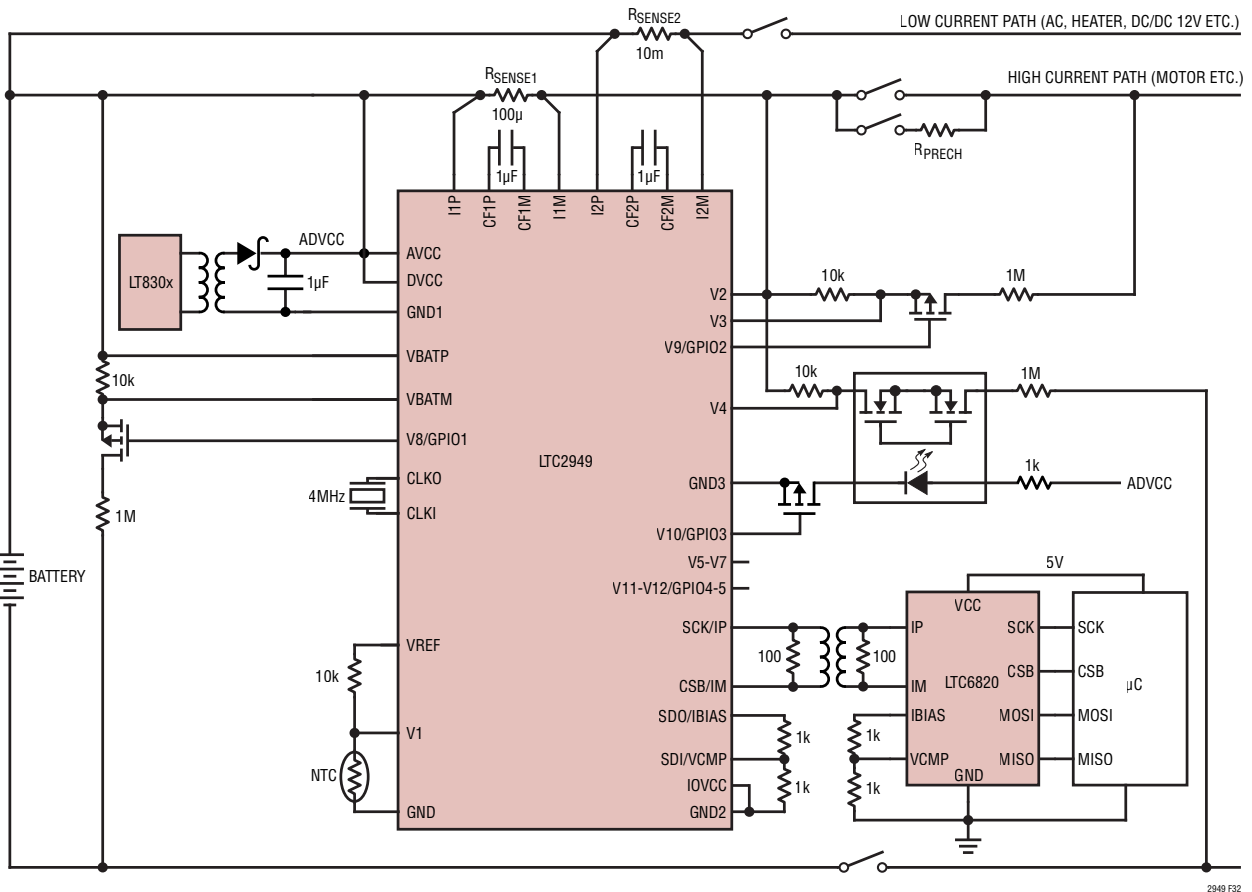 RSENSE2
LOW CURRENT PATH (AC, HEATER, DC/DC 12V ETC.)
10m
RSENSE1
HIGH CURRENT PATH (MOTOR ETC.)
100µ
RPRECH
1µF
1µF
I1P
CF1P
CF1M
I1M
I2P
CF2P
CF2M
I2M
LT830x
ADVCC
1µF
AVCC
DVCC
GND1
VBATP
10k
VBATM
V8/GPIO1
CLKO
4MHz
CLKI
1M
BATTERY
VREF
10k
V1
NTC
GND
LTC2949
V2
10k
1M
V3
V9/GPIO2
10k
1M
V4
GND3
1k
ADVCC
V10/GPIO3
V5-V7
V11-V12/GPIO4-5
SCK/IP
100
100
CSB/IM
SDO/IBIAS
1k
SDI/VCMP
1k
IOVCC
GND2
5V
VCC
IP
SCK
SCK
CSB
CSB
IM
LTC6820
µC
IBIAS
MOSI
MOSI
1k
VCMP
MISO
MISO
1k
GND
2949 F32